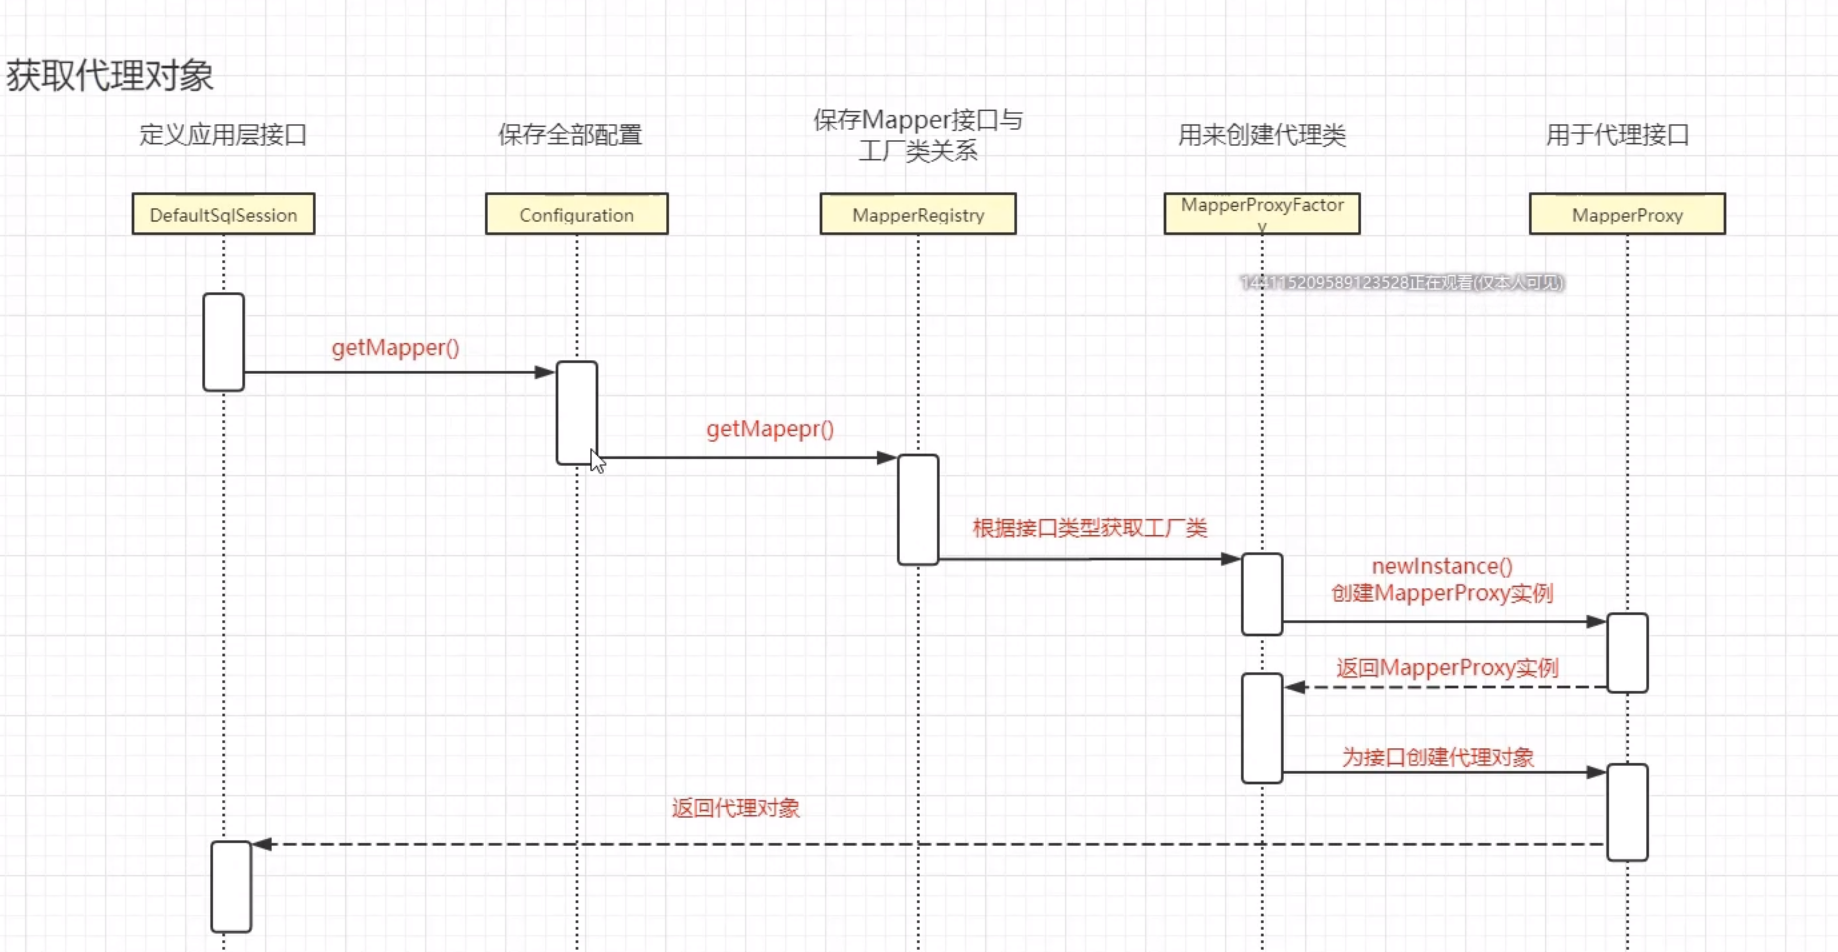 获取代理对象
定义应用层接口
保存全部配置
保存Mapper接口与
工厂类关系
用来创建代理类
用于代理接口
DefaultSqlSession
Configuration
MapperRegistry
MapperProxyFactor
y
MapperProxy
正在观看(仅本人可见)
getMapper()
getMapepr()
根据接口类型获取工厂类
newInstance()
创建MapperProxy实例
返回MapperProxy实例
为接口创建代理对象
返回代理对象